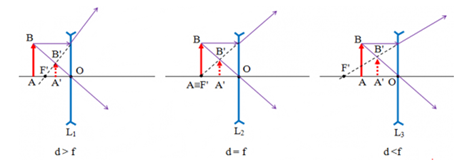 B B' F' A A' O L₁
d > f
B B' A≡F' A' O L₂
d = f
B B' F' A A' O L₃
d <f